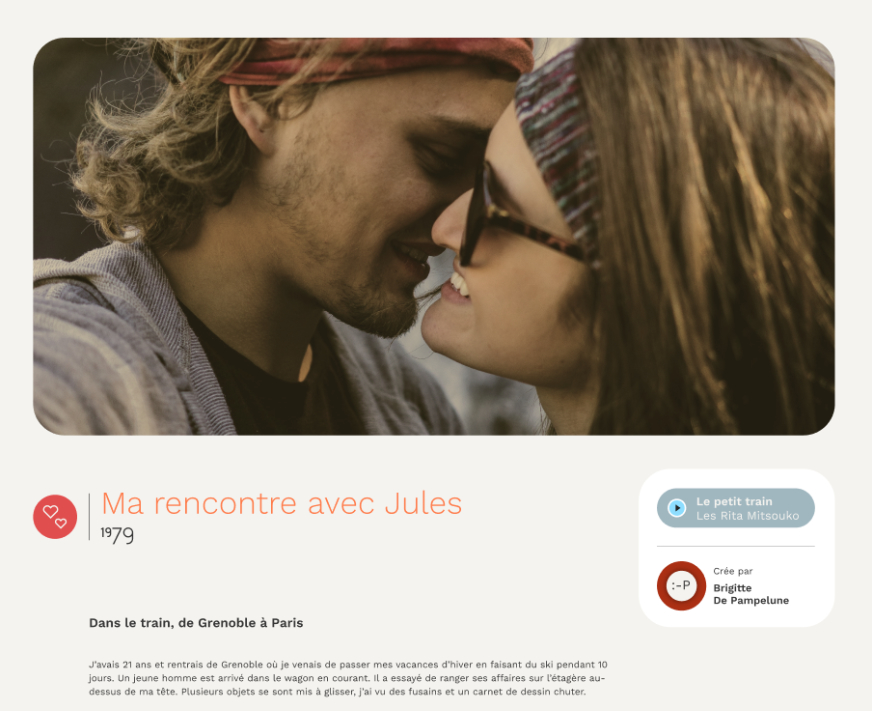 Ma rencontre avec Jules
1979
Le petit train
Les Rita Mitsouko
:-P
Crée par
Brigitte
De Pampelune
Dans le train, de Grenoble à Paris
J'avais 21 ans et rentrais de Grenoble où je venais de passer mes vacances d'hiver en faisant du ski pendant 10
jours. Un jeune homme est arrivé dans le wagon en courant. Il a essayé de ranger ses affaires sur l'étagère au-
dessus de ma tête. Plusieurs objets se sont mis à glisser, j'ai vu des fusains et un carnet de dessin chuter.